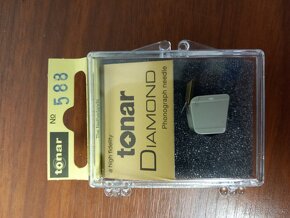 tonar
No
588
a high fidelity
tonar
DIAMOND
Phonograph needle